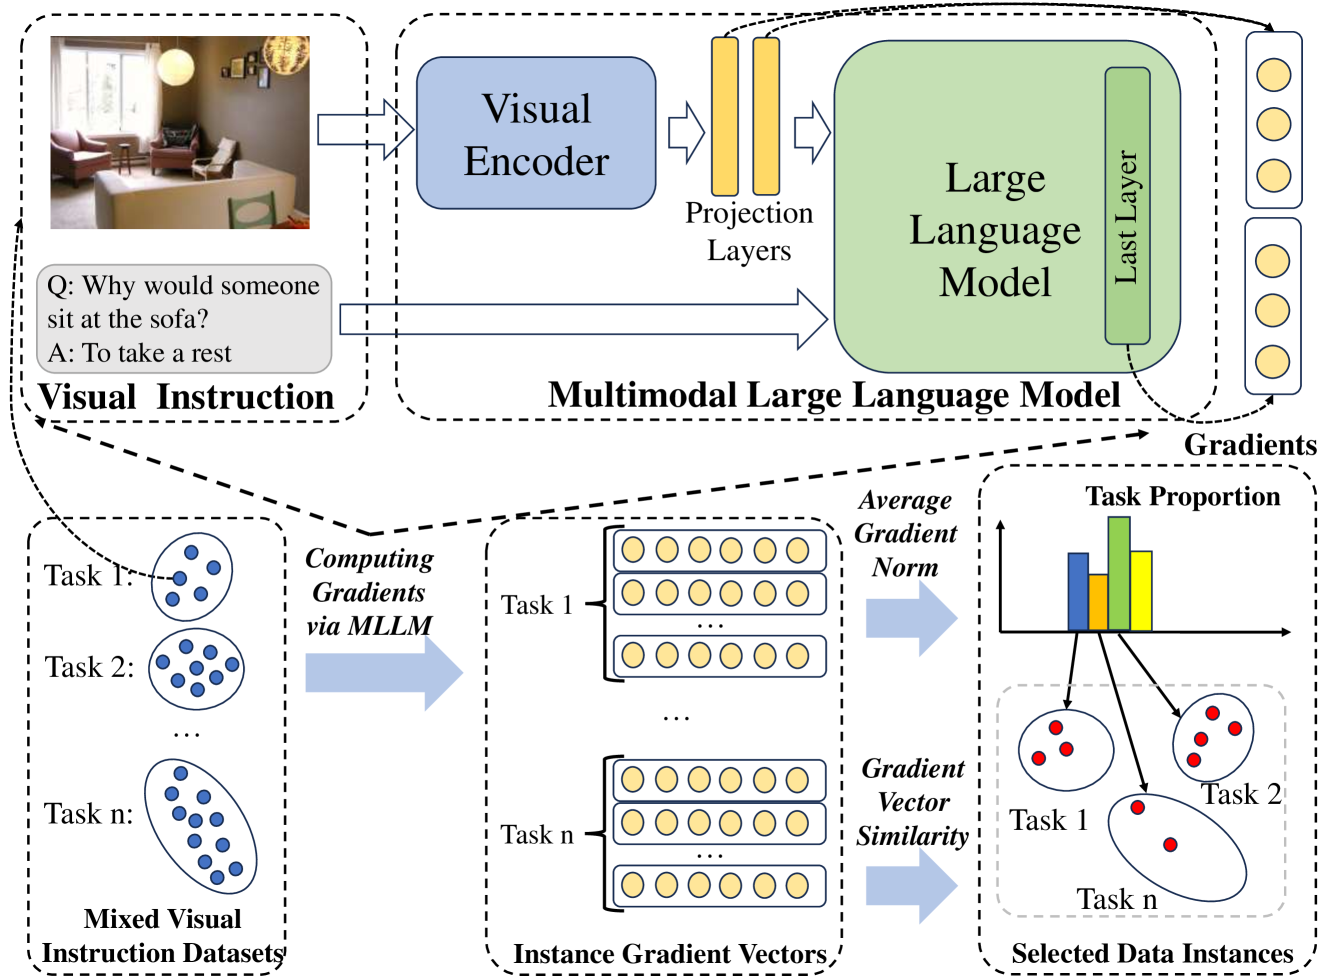 Visual
Encoder
Projection
Layers
Large
Language
Model
Last Layer
Q: Why would someone
sit at the sofa?
A: To take a rest
Visual Instruction
Multimodal Large Language Model
Gradients
Task 1:
Task 2:
...
Task n:
Mixed Visual
Instruction Datasets
Computing
Gradients
via MLLM
Task 1
...
...
Task n
...
Instance Gradient Vectors
Average
Gradient
Norm
Gradient
Vector
Similarity
Task Proportion
Task 1
Task 2
Task n
Selected Data Instances